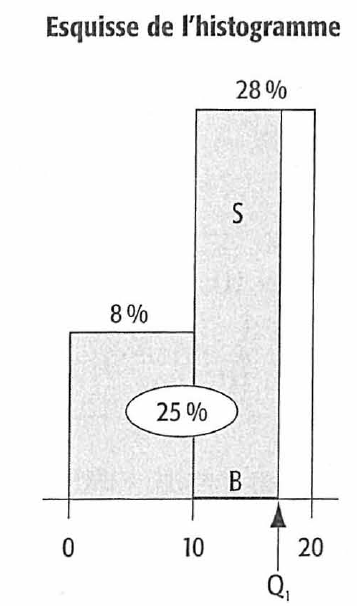 Esquisse de l'histogramme
28 %
S
8 %
25 %
B
0 10 20
Q₁